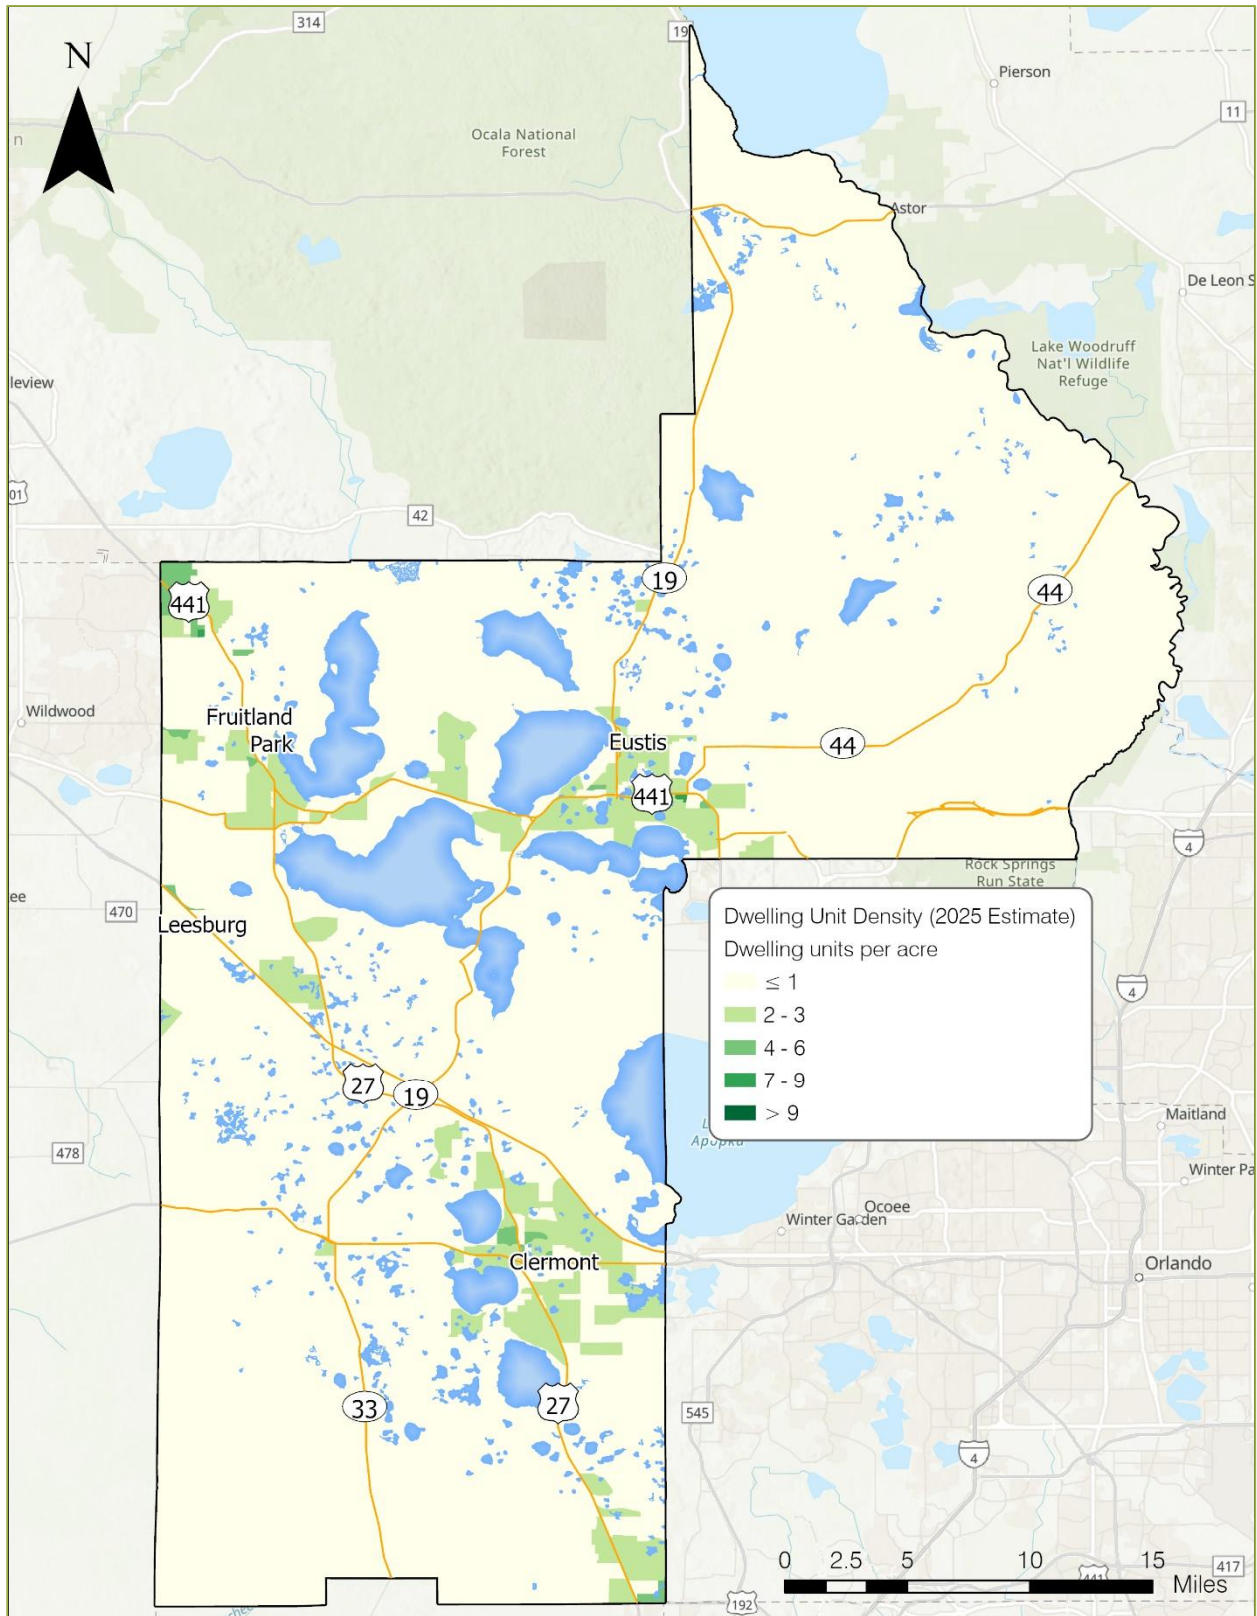 314
19
N
Pierson
11
Ocala National
Forest
n
Astor
De Leon S
Lake Woodruff
Nat'l Wildlife
Refuge
leview
01
42
19
44
441
Wildwood
Fruitland
Park
Eustis
44
441
4
Rock Springs
Run State
ee
470
Leesburg
Dwelling Unit Density (2025 Estimate)
Dwelling units per acre
≤ 1
2 - 3
4 - 6
7 - 9
> 9
4
27
19
Maitland
Apopka
478
Winter Pa
Ocoee
Winter Garden
Clermont
Orlando
33
27
545
4
0 2.5 5 10 15
Miles
417
441
192